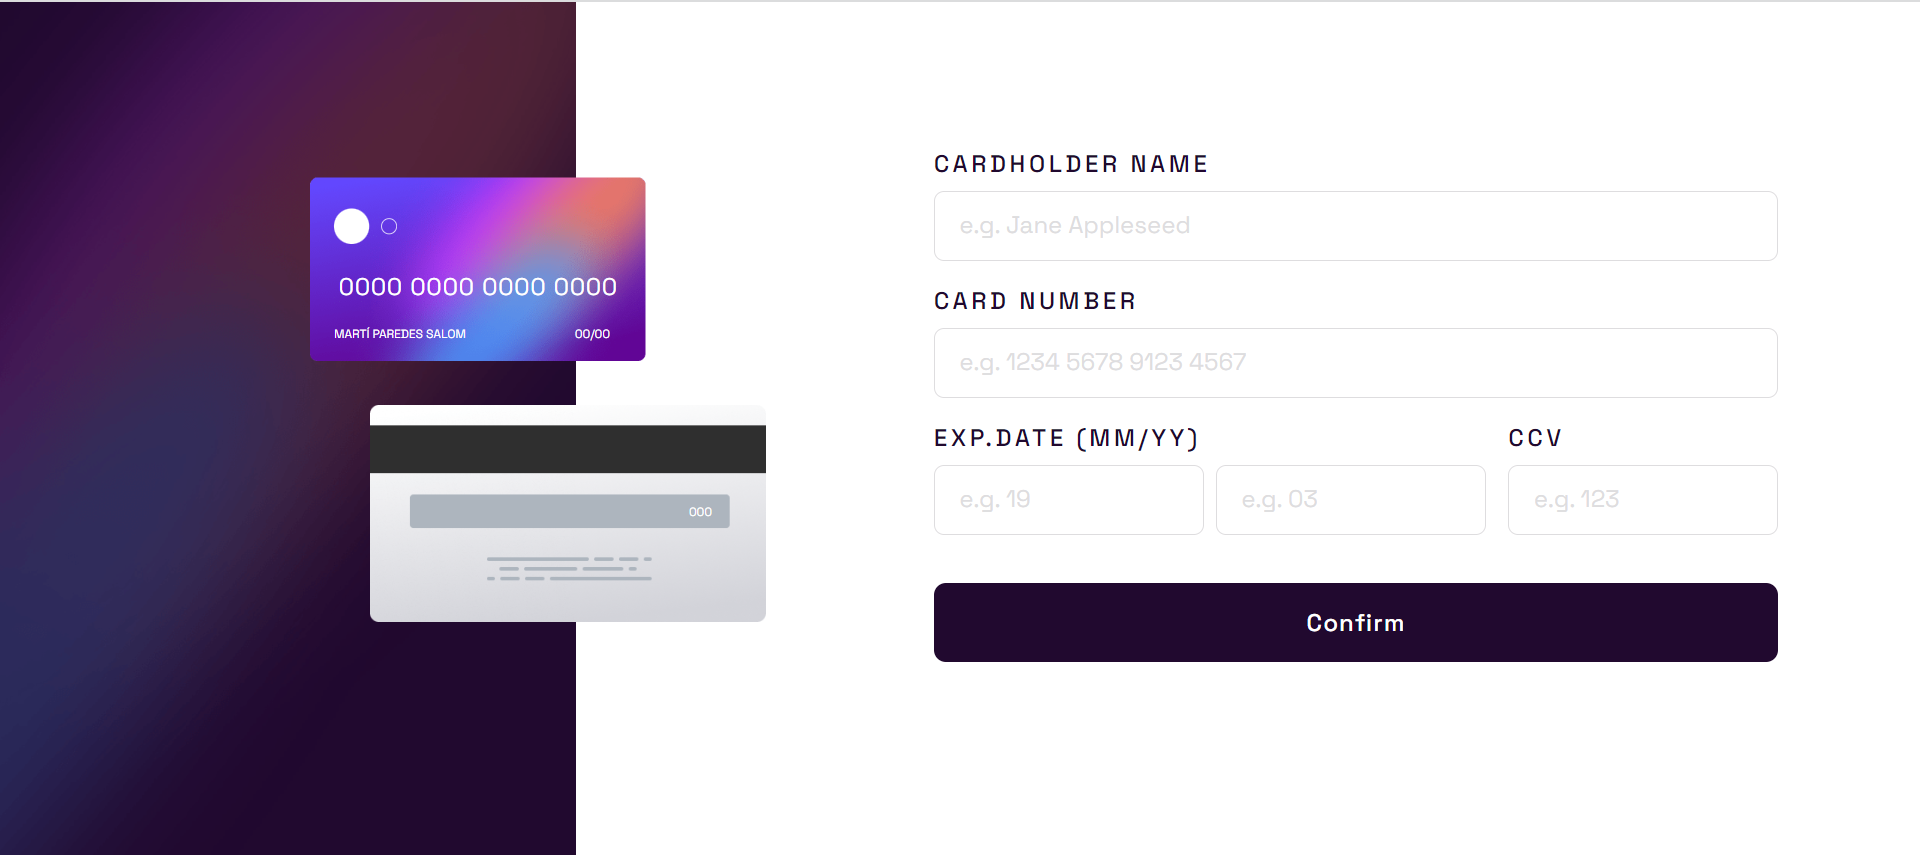 0000 0000 0000 0000
MARTÍ PAREDES SALOM 00/00
000
CARDHOLDER NAME
e.g. Jane Appleseed
CARD NUMBER
e.g. 1234 5678 9123 4567
EXP.DATE (MM/YY) CCV
e.g. 19 e.g. 03 e.g. 123
Confirm